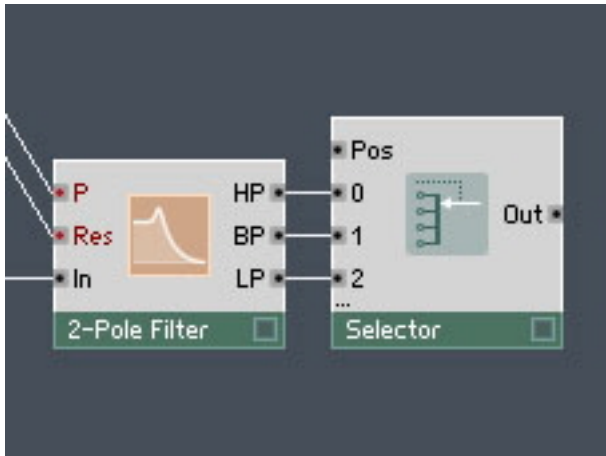 P HP
Res BP
In LP
2-Pole Filter
Pos
0
1 Out
2
...
Selector